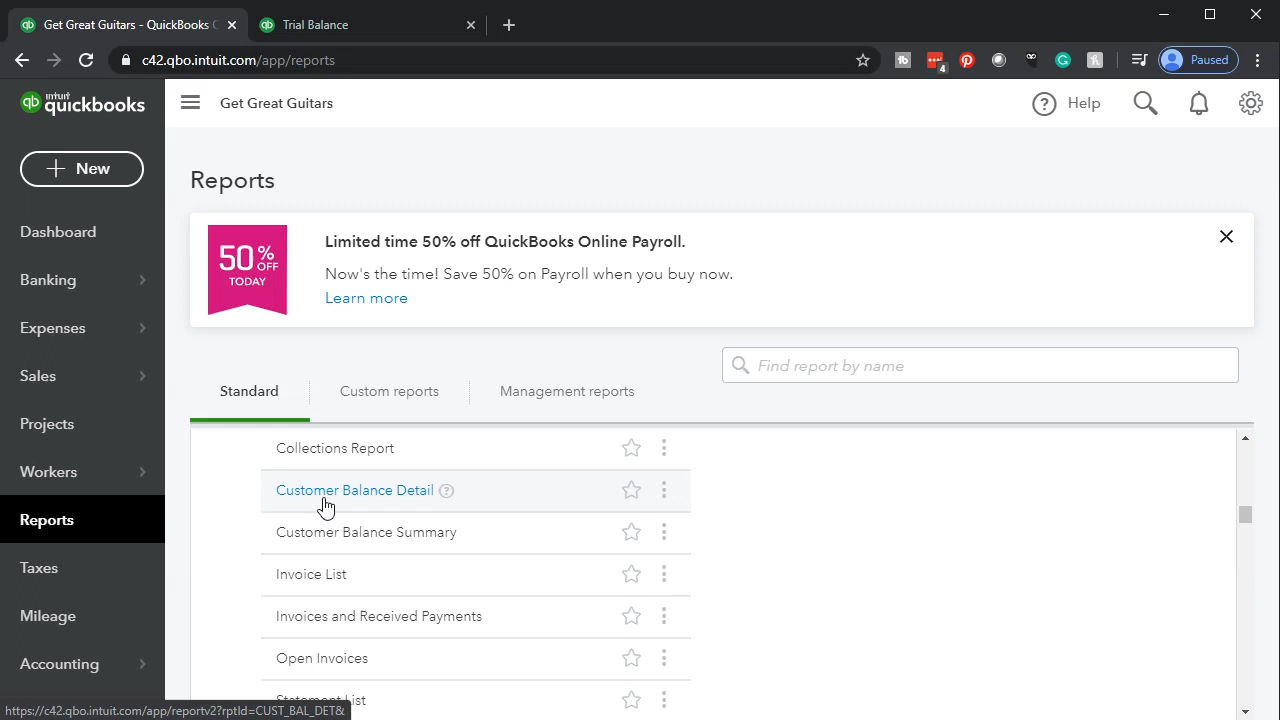 Get Great Guitars - QuickBooks C
Trial Balance
c42.qbo.intuit.com/app/reports
4
Paused
intuit
quickbooks
Get Great Guitars
Help
New
Reports
Limited time 50% off QuickBooks Online Payroll.
50% OFF
TODAY
Now's the time! Save 50% on Payroll when you buy now.
Learn more
Find report by name
Standard
Custom reports
Management reports
Dashboard
Banking
Expenses
Sales
Projects
Workers
Reports
Taxes
Mileage
Accounting
Collections Report
Customer Balance Detail
Customer Balance Summary
Invoice List
Invoices and Received Payments
Open Invoices
Statement List
https://c42.qbo.intuit.com/app/reportv2?rptId=CUST_BAL_DET&